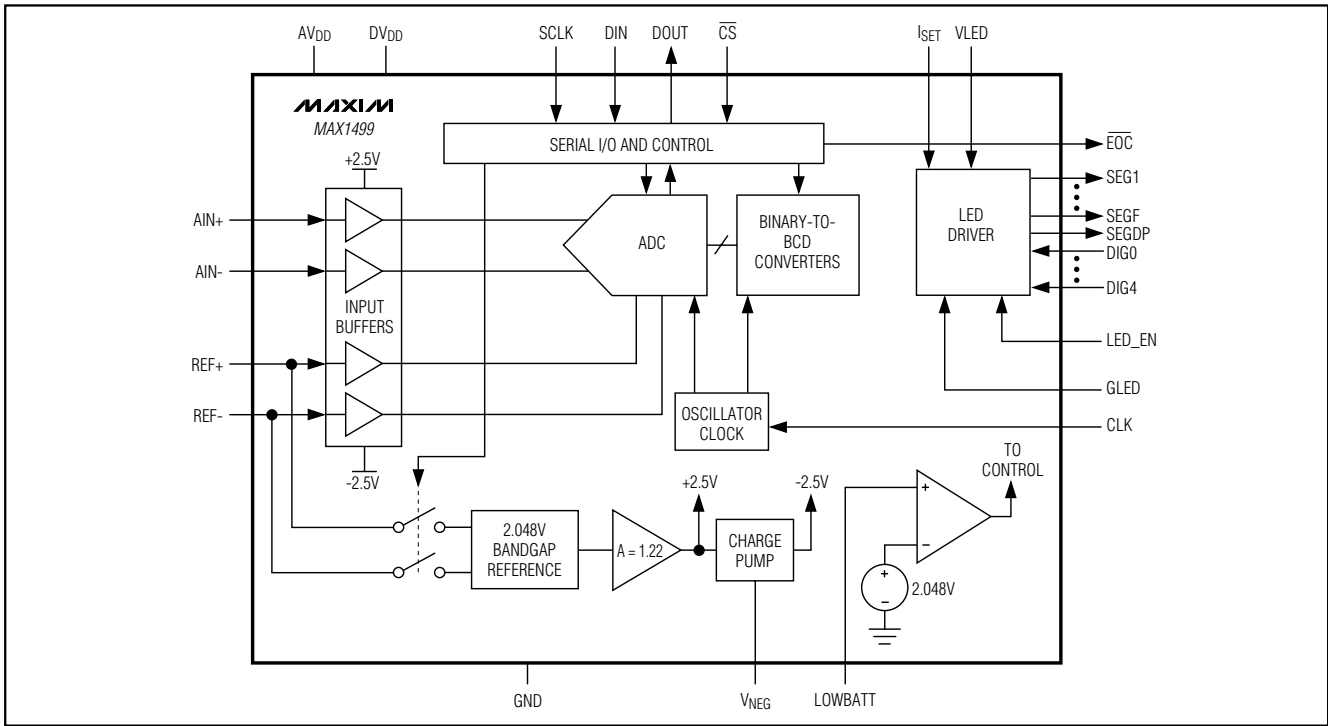 AVDD DVDD SCLK DIN DOUT CS ISET VLED
MAXIM
MAX1499
SERIAL I/O AND CONTROL
EOC
+2.5V
SEG1
AIN+
ADC
BINARY-TO-
BCD
CONVERTERS
LED
DRIVER
SEGF
SEGDP
DIG0
AIN-
DIG4
INPUT
BUFFERS
LED_EN
REF+
GLED
REF-
OSCILLATOR
CLOCK
CLK
-2.5V
+2.5V
-2.5V
TO
CONTROL
+
2.048V
BANDGAP
REFERENCE
A = 1.22
CHARGE
PUMP
−
+
−
2.048V
GND VNEG LOWBATT